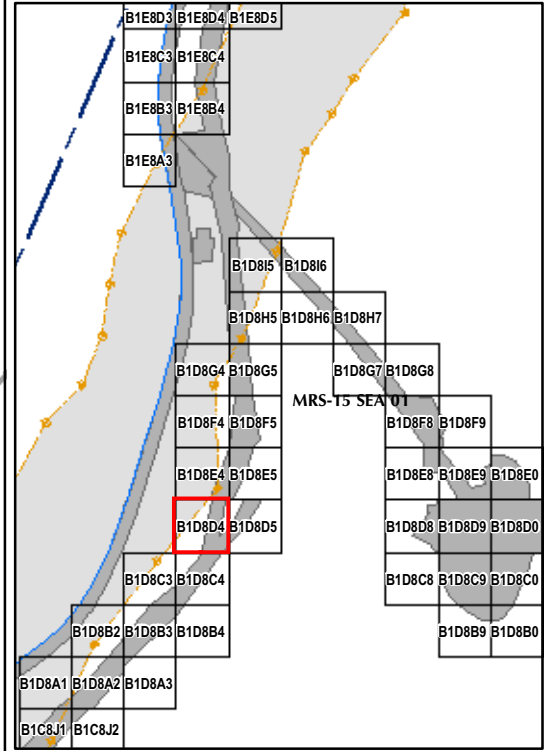 B1E8D3 B1E8D4 B1E8D5
B1E8C3 B1E8C4
B1E8B3 B1E8B4
B1E8A3
B1D8I5 B1D8I6
B1D8H5 B1D8H6 B1D8H7
B1D8G4 B1D8G5 B1D8G7 B1D8G8
MRS-15 SEA 01
B1D8F4 B1D8F5 B1D8F8 B1D8F9
B1D8E4 B1D8E5 B1D8E8 B1D8E9 B1D8E0
B1D8D4 B1D8D5 B1D8D8 B1D8D9 B1D8D0
B1D8C3 B1D8C4 B1D8C8 B1D8C9 B1D8C0
B1D8B2 B1D8B3 B1D8B4 B1D8B9 B1D8B0
B1D8A1 B1D8A2 B1D8A3
B1C8J1 B1C8J2